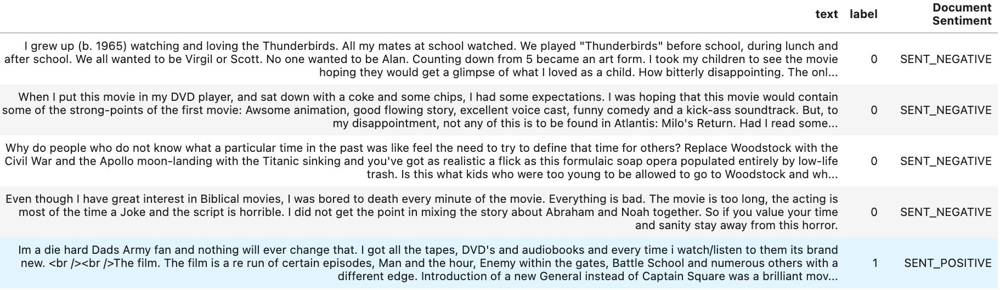 text label Document Sentiment
I grew up (b. 1965) watching and loving the Thunderbirds. All my mates at school watched. We played "Thunderbirds" before school, during lunch and
after school. We all wanted to be Virgil or Scott. No one wanted to be Alan. Counting down from 5 became an art form. I took my children to see the movie 0 SENT_NEGATIVE
hoping they would get a glimpse of what I loved as a child. How bitterly disappointing. The onl...
When I put this movie in my DVD player, and sat down with a coke and some chips, I had some expectations. I was hoping that this movie would contain
some of the strong-points of the first movie: Awsome animation, good flowing story, excellent voice cast, funny comedy and a kick-ass soundtrack. But, to 0 SENT_NEGATIVE
my disappointment, not any of this is to be found in Atlantis: Milo's Return. Had I read some...
Why do people who do not know what a particular time in the past was like feel the need to try to define that time for others? Replace Woodstock with the
Civil War and the Apollo moon-landing with the Titanic sinking and you've got as realistic a flick as this formulaic soap opera populated entirely by low-life 0 SENT_NEGATIVE
trash. Is this what kids who were too young to be allowed to go to Woodstock and wh...
Even though I have great interest in Biblical movies, I was bored to death every minute of the movie. Everything is bad. The movie is too long, the acting is
most of the time a Joke and the script is horrible. I did not get the point in mixing the story about Abraham and Noah together. So if you value your time 0 SENT_NEGATIVE
and sanity stay away from this horror.
Im a die hard Dads Army fan and nothing will ever change that. I got all the tapes, DVD's and audiobooks and every time i watch/listen to them its brand
new. <br /><br />The film. The film is a re run of certain episodes, Man and the hour, Enemy within the gates, Battle School and numerous others with a 1 SENT_POSITIVE
different edge. Introduction of a new General instead of Captain Square was a brilliant mov...